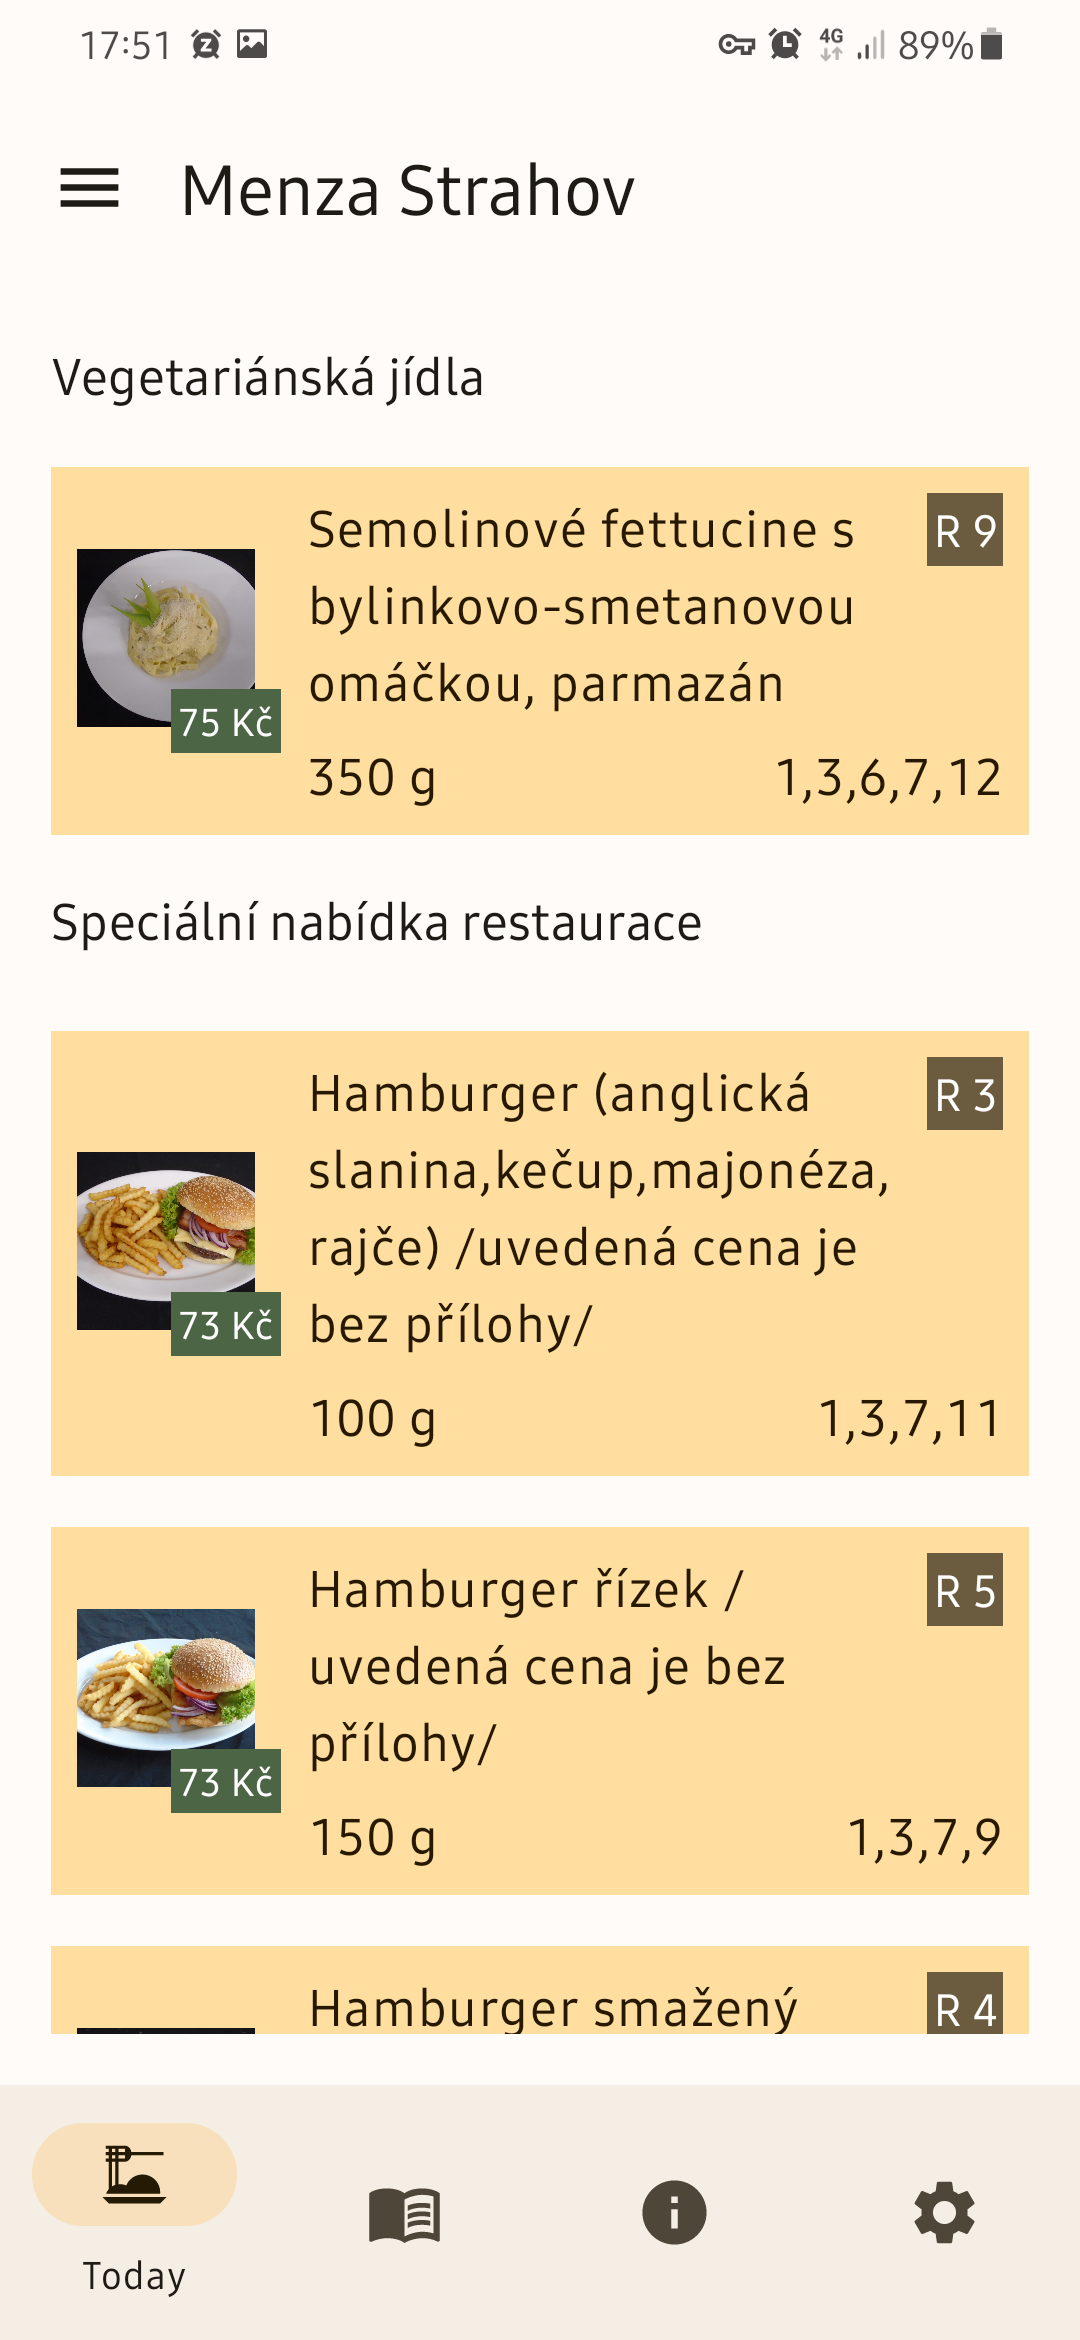 17:51
4G
89%
Menza Strahov
Vegetariánská jídla
Semolinové fettucine s
R 9
bylinkovo-smetanovou
omáčkou, parmazán
75 Kč
350 g
1,3,6,7,12
Speciální nabídka restaurace
Hamburger (anglická
R 3
slanina,kečup,majonéza,
rajče) /uvedená cena je
bez přílohy/
73 Kč
100 g
1,3,7,11
Hamburger řízek /
R 5
uvedená cena je bez
přílohy/
73 Kč
150 g
1,3,7,9
Hamburger smažený
R 4
Today